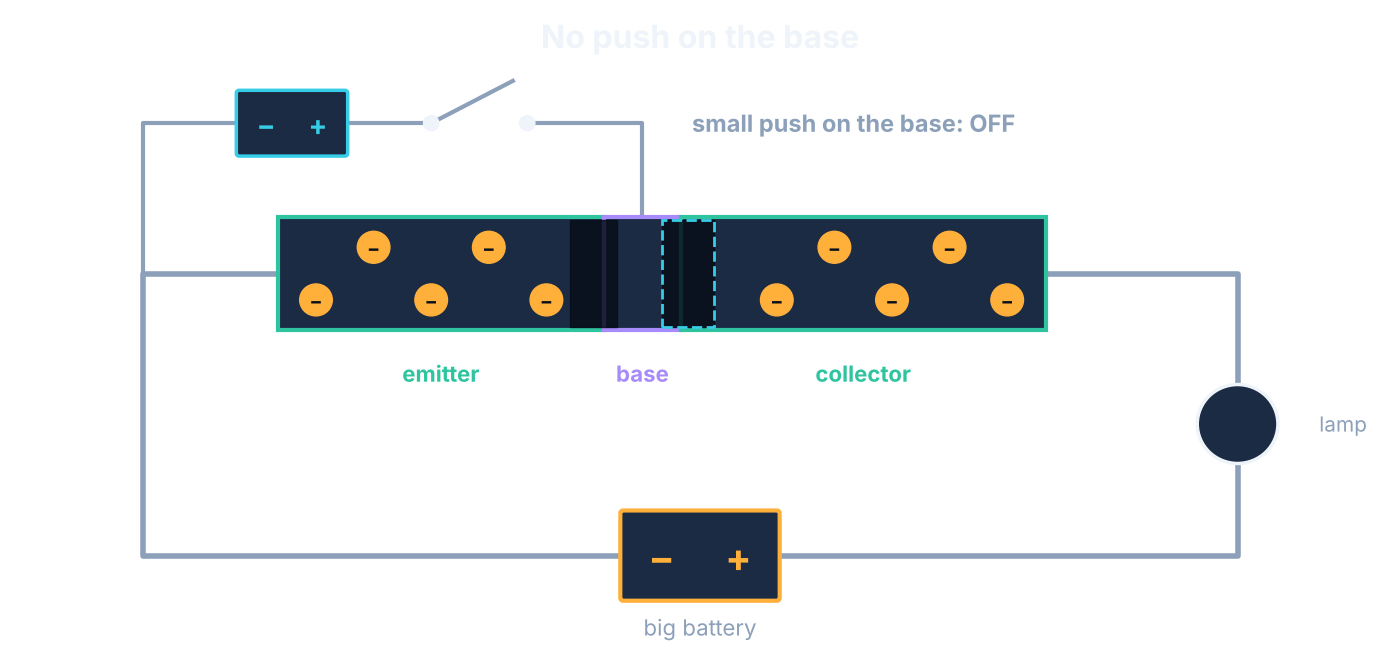 No push on the base
− +
small push on the base: OFF
− −
− −
− − −
− − −
emitter
base
collector
lamp
− +
big battery